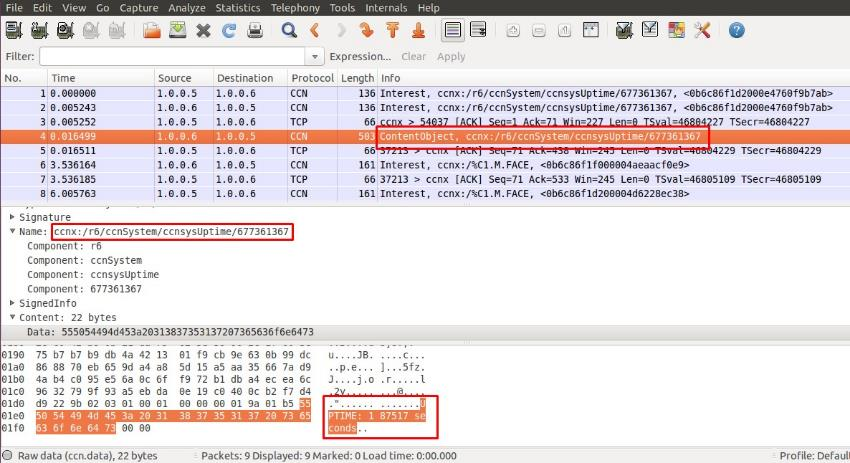 File Edit View Go Capture Analyze Statistics Telephony Tools Internals Help
Filter: Expression... Clear Apply
No. Time Source Destination Protocol Length Info
1 0.000000 1.0.0.5 1.0.0.6 CCN 136 Interest, ccnx:/r6/ccnSystem/ccnsysUptime/677361367, <0b6c86f1d2000e4760f9b7ab>
2 0.005243 1.0.0.5 1.0.0.6 CCN 136 Interest, ccnx:/r6/ccnSystem/ccnsysUptime/677361367, <0b6c86f1d2000e4760f9b7ab>
3 0.005252 1.0.0.6 1.0.0.5 TCP 66 ccnx > 54037 [ACK] Seq=1 Ack=71 Win=227 Len=0 TSval=46804227 TSecr=46804227
4 0.016499 1.0.0.6 1.0.0.5 CCN 503 ContentObject, ccnx:/r6/ccnSystem/ccnsysUptime/677361367
5 0.016511 1.0.0.5 1.0.0.6 TCP 66 37213 > ccnx [ACK] Seq=71 Ack=438 Win=245 Len=0 TSval=46804229 TSecr=46804229
6 3.536164 1.0.0.6 1.0.0.5 CCN 161 Interest, ccnx:/%C1.M.FACE, <0b6c86f1f000004aeaacf0e9>
7 3.536185 1.0.0.5 1.0.0.6 TCP 66 37213 > ccnx [ACK] Seq=71 Ack=533 Win=245 Len=0 TSval=46805109 TSecr=46805109
8 6.005763 1.0.0.5 1.0.0.6 CCN 161 Interest, ccnx:/%C1.M.FACE, <0b6c86f1d200004d6228ec38>
Signature
Name: ccnx:/r6/ccnSystem/ccnsysUptime/677361367
Component: r6
Component: ccnSystem
Component: ccnsysUptime
Component: 677361367
SignedInfo
Content: 22 bytes
Data: 555054494d453a20313837353137207365636f6e6473
0190 75 b7 b7 b9 db 4a 42 13 01 f9 cb 9e 63 0b 99 dc u....JB. ....c...
01a0 86 88 70 eb 65 9d a4 a8 5d 15 a5 aa 35 66 7a d9 ..p.e... ]...5fz.
01b0 4a b4 c0 95 e5 6a 0c 6f f9 72 b1 db a4 ec ea 6c J....j.o .r.....l
01c0 96 32 79 9f 93 a5 eb da 0e 19 c0 40 0c b2 f7 d4 .2y..... ...@....
01d0 d9 22 9b 02 03 01 00 01 00 00 00 01 9a 01 b5 55 ."...... .......U
01e0 50 54 49 4d 45 3a 20 31 38 37 35 31 37 20 73 65 PTIME: 1 87517 se
01f0 63 6f 6e 64 73 00 00 conds..
Raw data (ccn.data), 22 bytes Packets: 9 Displayed: 9 Marked: 0 Load time: 0:00.000 Profile: Defaul